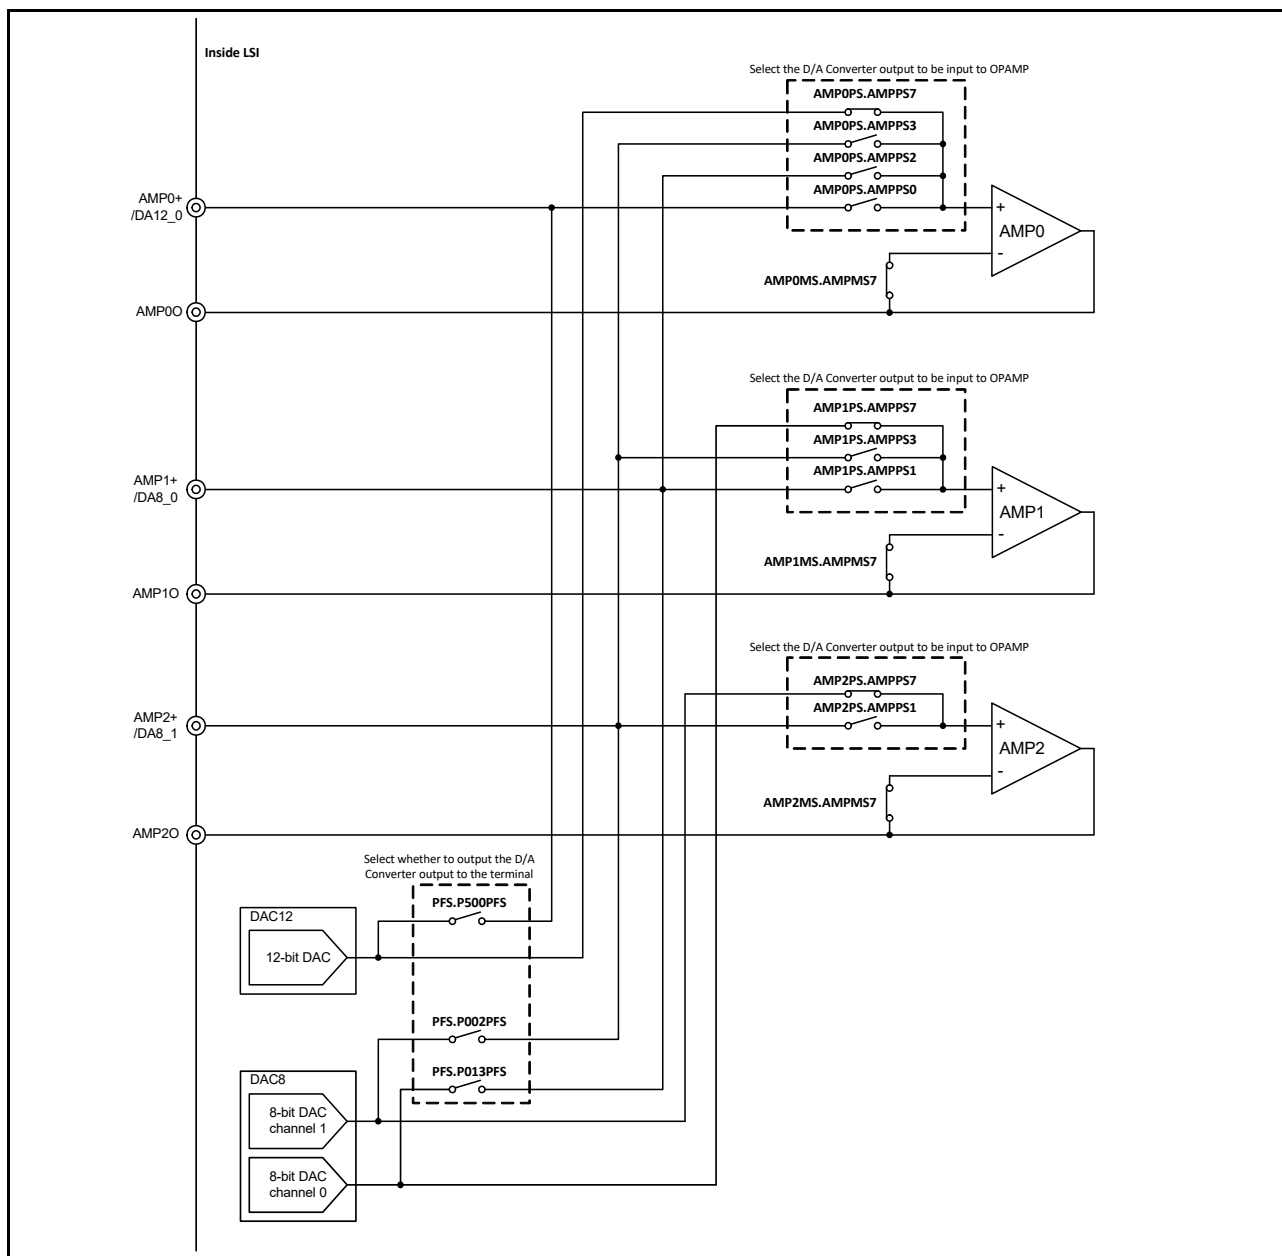 Inside LSI
Select the D/A Converter output to be input to OPAMP
AMP0PS.AMPPS7
AMP0PS.AMPPS3
AMP0PS.AMPPS2
AMP0PS.AMPPS0
AMP0+
/DA12_0
+
AMP0
-
AMP0MS.AMPMS7
AMP0O
Select the D/A Converter output to be input to OPAMP
AMP1PS.AMPPS7
AMP1PS.AMPPS3
AMP1PS.AMPPS1
AMP1+
/DA8_0
+
AMP1
-
AMP1MS.AMPMS7
AMP1O
Select the D/A Converter output to be input to OPAMP
AMP2PS.AMPPS7
AMP2PS.AMPPS1
AMP2+
/DA8_1
+
AMP2
-
AMP2MS.AMPMS7
AMP2O
Select whether to output the D/A
Converter output to the terminal
PFS.P500PFS
DAC12
12-bit DAC
PFS.P002PFS
PFS.P013PFS
DAC8
8-bit DAC
channel 1
8-bit DAC
channel 0